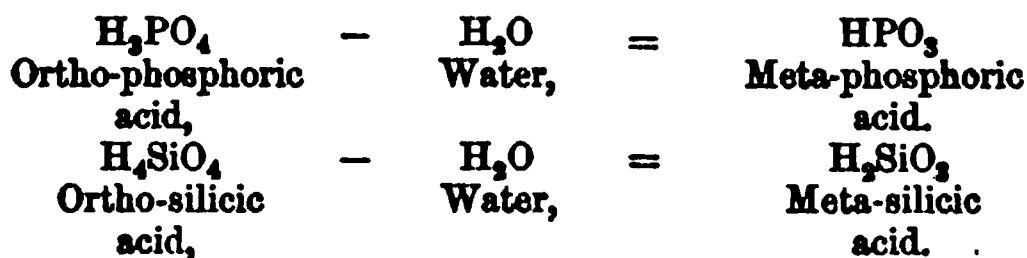 H₃PO₄ − H₂O = HPO₃
Ortho-phosphoric Water, Meta-phosphoric
acid, acid.
H₄SiO₄ − H₂O = H₂SiO₃
Ortho-silicic Water, Meta-silicic
acid, acid.